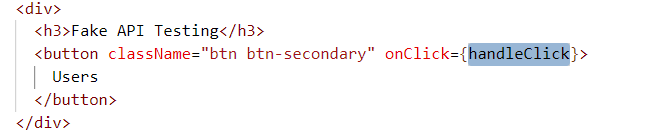 <div>
<h3>Fake API Testing</h3>
<button className="btn btn-secondary" onClick={handleClick}>
Users
</button>
</div>